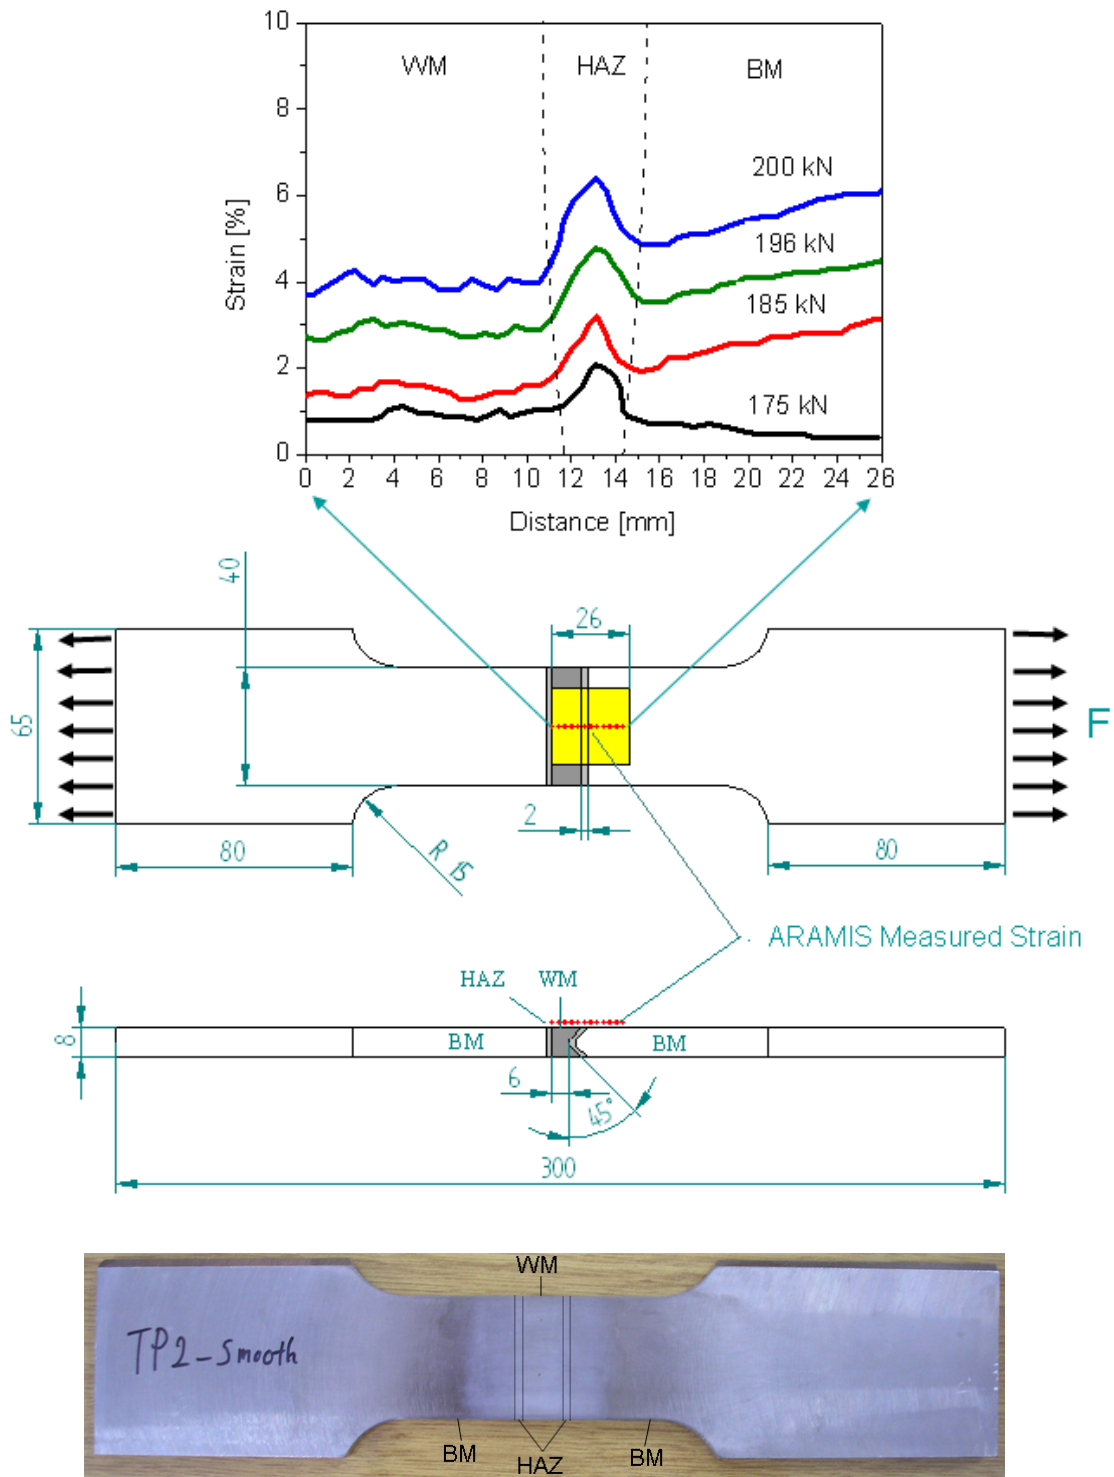 10
8
6
4
2
0
Strain [%]
WM
HAZ
BM
200 kN
196 kN
185 kN
175 kN
0 2 4 6 8 10 12 14 16 18 20 22 24 26
Distance [mm]
40
26
65
F
2
80
R 15
80
ARAMIS Measured Strain
HAZ WM
8
BM
BM
6
45°
300
WM
TP2-Smooth
BM
HAZ
BM